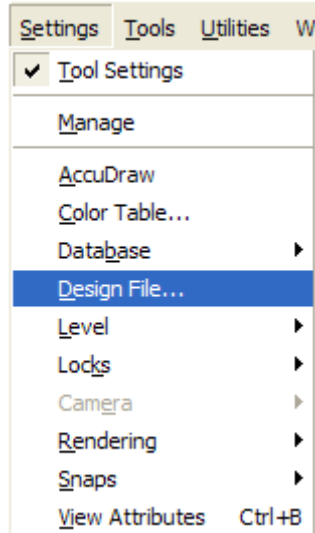 Settings Tools Utilities W
Tool Settings
Manage
AccuDraw
Color Table...
Database
Design File...
Level
Locks
Camera
Rendering
Snaps
View Attributes Ctrl+B